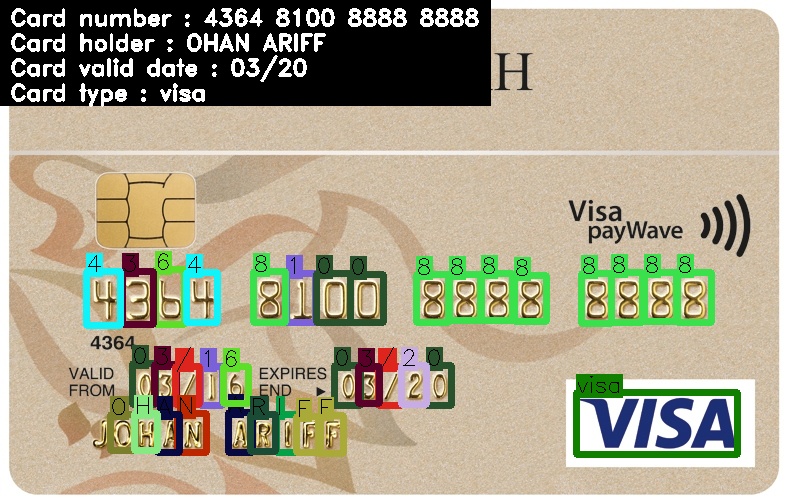 Card number : 4364 8100 8888 8888
Card holder : OHAN ARIFF
Card valid date : 03/20
Card type : visa
H
Visa
payWave
4 3 6 4 8 1 0 0 8 8 8 8 8 8 8 8
4364 8100 8888 8888
4364
0 3 / 1 6 0 3 / 2 0
VALID FROM 03/16 EXPIRES END 03/20
O H A N A R I F F
JOHAN ARIFF
visa
VISA